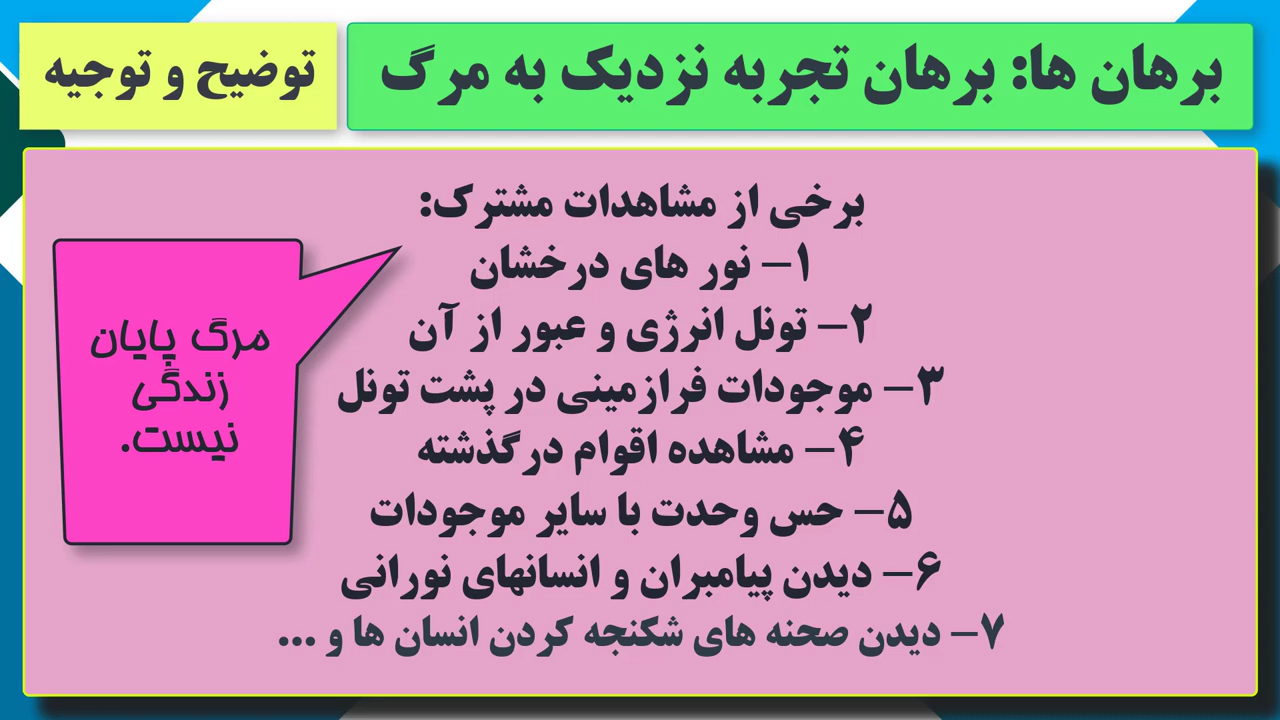 برهان ها: برهان تجربه نزدیک به مرگ
توضیح و توجیه
برخی از مشاهدات مشترک:
۱- نور های درخشان
۲- تونل انرژی و عبور از آن
۳- موجودات فرازمینی در پشت تونل
۴- مشاهده اقوام درگذشته
۵- حس وحدت با سایر موجودات
۶- دیدن پیامبران و انسانهای نورانی
۷- دیدن صحنه های شکنجه کردن انسان ها و ...
مرگ پایان
زندگی
نیست.